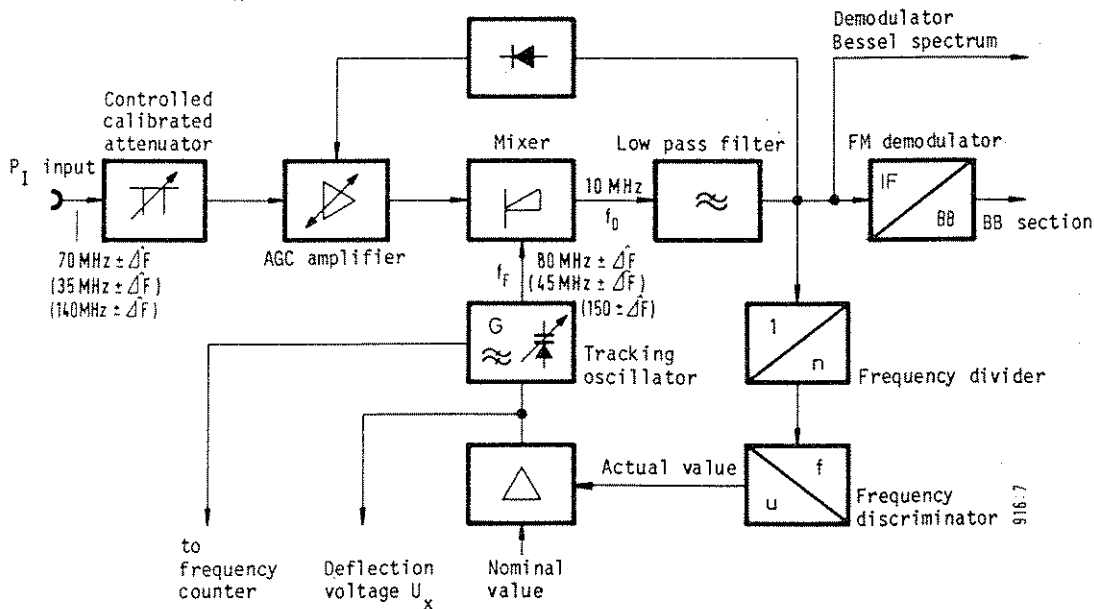 Demodulator
Bessel spectrum
Controlled
calibrated
attenuator
Mixer
Low pass filter
FM demodulator
P_I input
10 MHz
f_D
IF
BB
BB section
70 MHz ± ΔF̂
(35 MHz ± ΔF̂)
(140 MHz ± ΔF̂)
AGC amplifier
f_F
80 MHz ± ΔF̂
(45 MHz ± ΔF̂)
(150 ± ΔF̂)
G
Tracking
oscillator
1
n
Frequency divider
Actual value
f
u
Frequency
discriminator
916:7
to
frequency
counter
Deflection
voltage U_x
Nominal
value